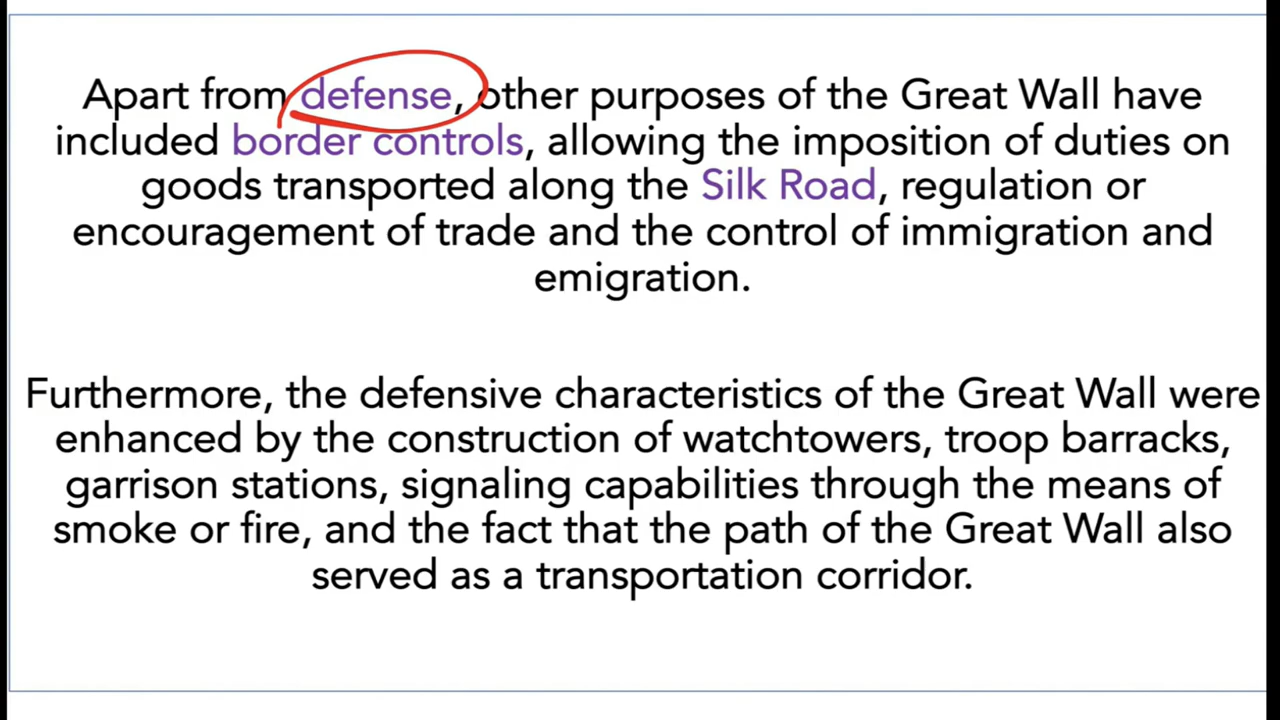 Apart from defense, other purposes of the Great Wall have
included border controls, allowing the imposition of duties on
goods transported along the Silk Road, regulation or
encouragement of trade and the control of immigration and
emigration.
Furthermore, the defensive characteristics of the Great Wall were
enhanced by the construction of watchtowers, troop barracks,
garrison stations, signaling capabilities through the means of
smoke or fire, and the fact that the path of the Great Wall also
served as a transportation corridor.